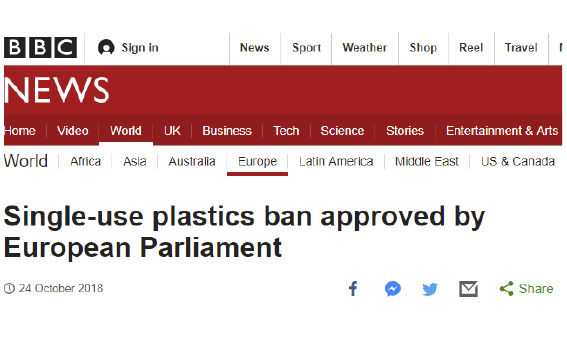 BBC Sign in News Sport Weather Shop Reel Travel
NEWS
Home Video World UK Business Tech Science Stories Entertainment & Arts
World Africa Asia Australia Europe Latin America Middle East US & Canada
Single-use plastics ban approved by
European Parliament
24 October 2018 Share